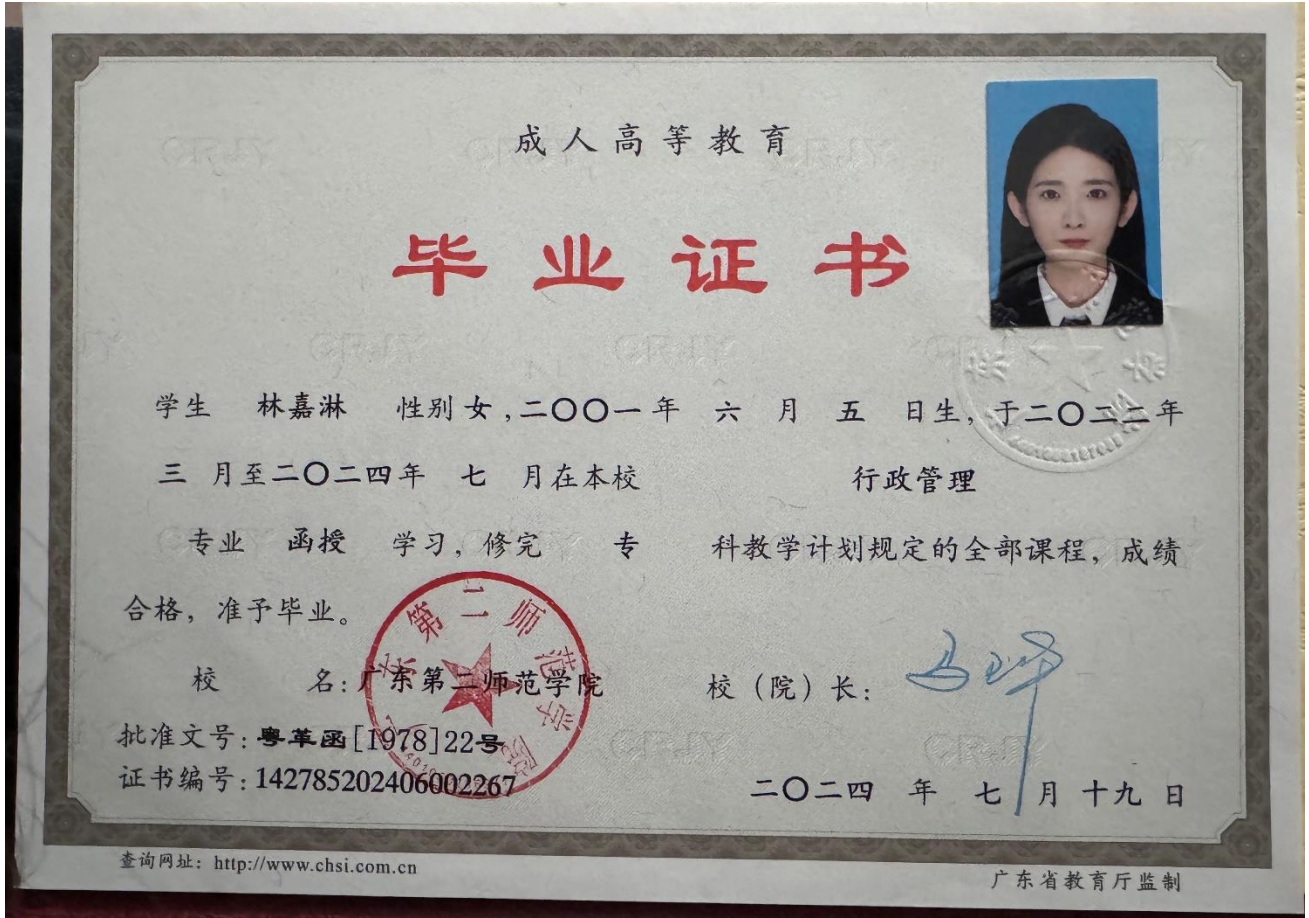 成人高等教育
毕业证书
学生 林嘉淋 性别 女，二〇〇一年 六 月 五 日生，于二〇二二年
三 月至二〇二四年 七 月在本校 行政管理
专业 函授 学习，修完 专 科教学计划规定的全部课程，成绩
合格，准予毕业。
校 名：广东第二师范学院 校（院）长：
批准文号：粤革函[1978]22号
证书编号：142785202406002267
二〇二四 年 七 月 十九 日
查询网址：http://www.chsi.com.cn
广东省教育厅监制